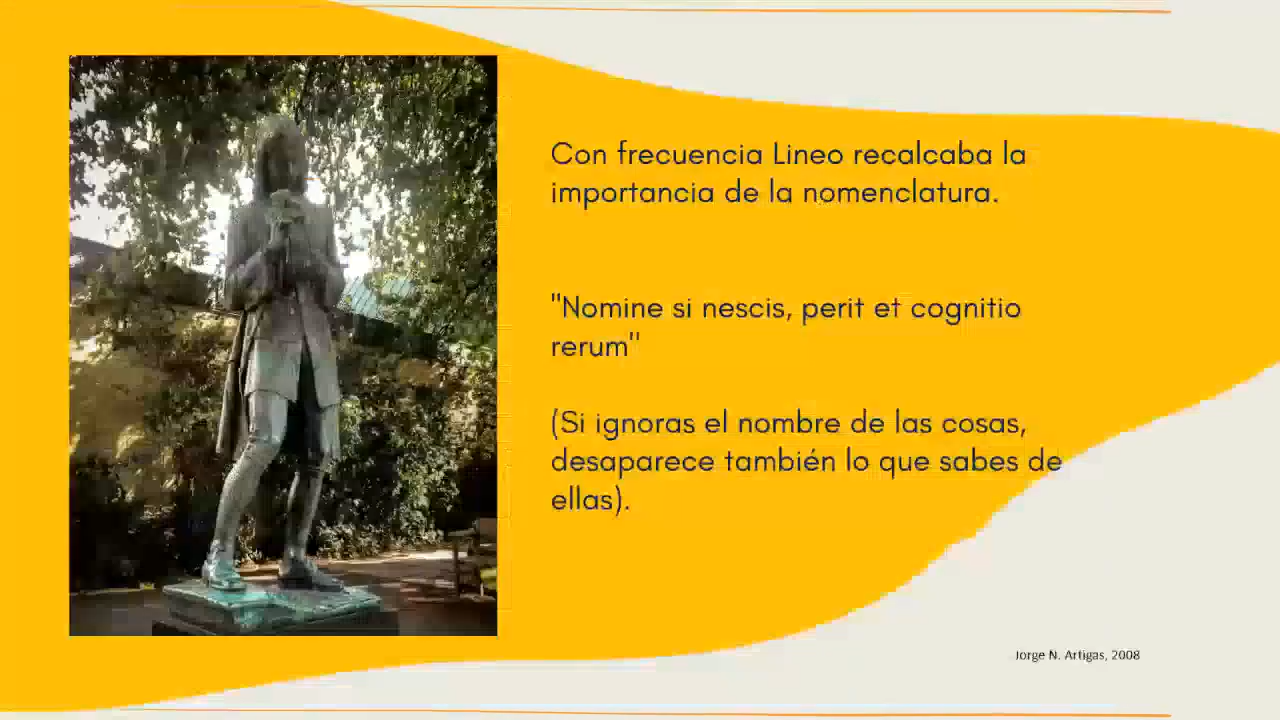 Con frecuencia Lineo recalcaba la
importancia de la nomenclatura.
"Nomine si nescis, perit et cognitio
rerum"
(Si ignoras el nombre de las cosas,
desaparece también lo que sabes de
ellas).
Jorge N. Artigas, 2008